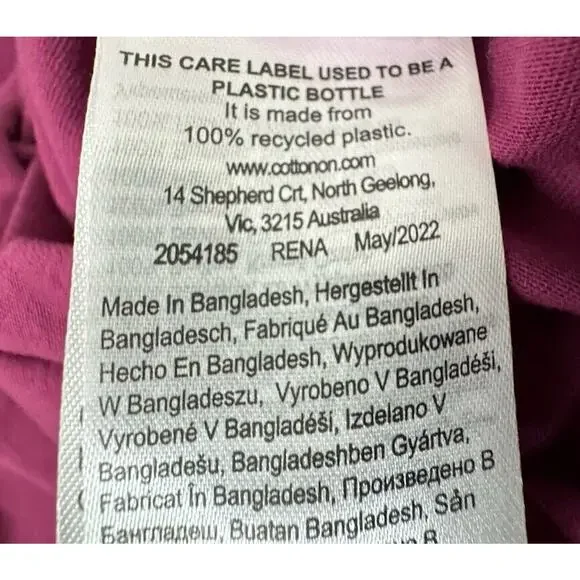 THIS CARE LABEL USED TO BE A
PLASTIC BOTTLE
It is made from
100% recycled plastic.
www.cottonon.com
14 Shepherd Crt, North Geelong,
Vic, 3215 Australia
2054185 RENA May/2022
Made In Bangladesh, Hergestellt In
Bangladesch, Fabriqué Au Bangladesh,
Hecho En Bangladesh, Wyprodukowane
W Bangladeszu, Vyrobeno V Bangladéši,
Vyrobené V Bangladéši, Izdelano V
Bangladešu, Bangladeshben Gyártva,
Fabricat În Bangladesh, Произведено В
Бангладеш, Buatan Bangladesh, Sản